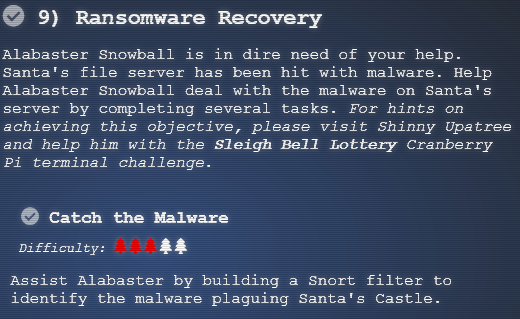 9) Ransomware Recovery
Alabaster Snowball is in dire need of your help.
Santa's file server has been hit with malware. Help
Alabaster Snowball deal with the malware on Santa's
server by completing several tasks. For hints on
achieving this objective, please visit Shinny Upatree
and help him with the Sleigh Bell Lottery Cranberry
Pi terminal challenge.
Catch the Malware
Difficulty:
Assist Alabaster by building a Snort filter to
identify the malware plaguing Santa's Castle.